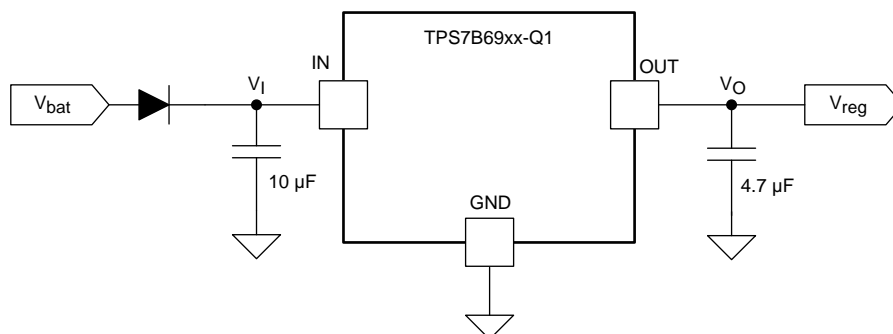 TPS7B69xx-Q1
IN
OUT
V_I
V_O
V_bat
V_reg
10 µF
4.7 µF
GND